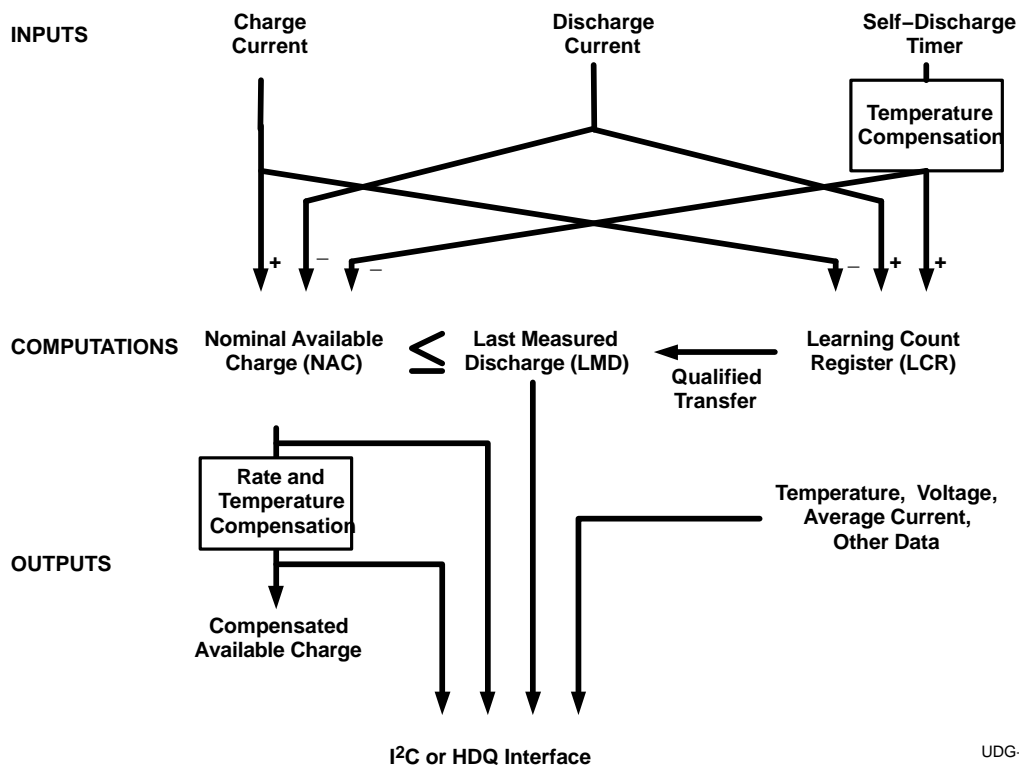 INPUTS
Charge
Current
Discharge
Current
Self–Discharge
Timer
Temperature
Compensation
+
–
–
–
+
+
COMPUTATIONS
Nominal Available
Charge (NAC)
≤
Last Measured
Discharge (LMD)
Qualified
Transfer
Learning Count
Register (LCR)
Rate and
Temperature
Compensation
Temperature, Voltage,
Average Current,
Other Data
OUTPUTS
Compensated
Available Charge
I²C or HDQ Interface
UDG-